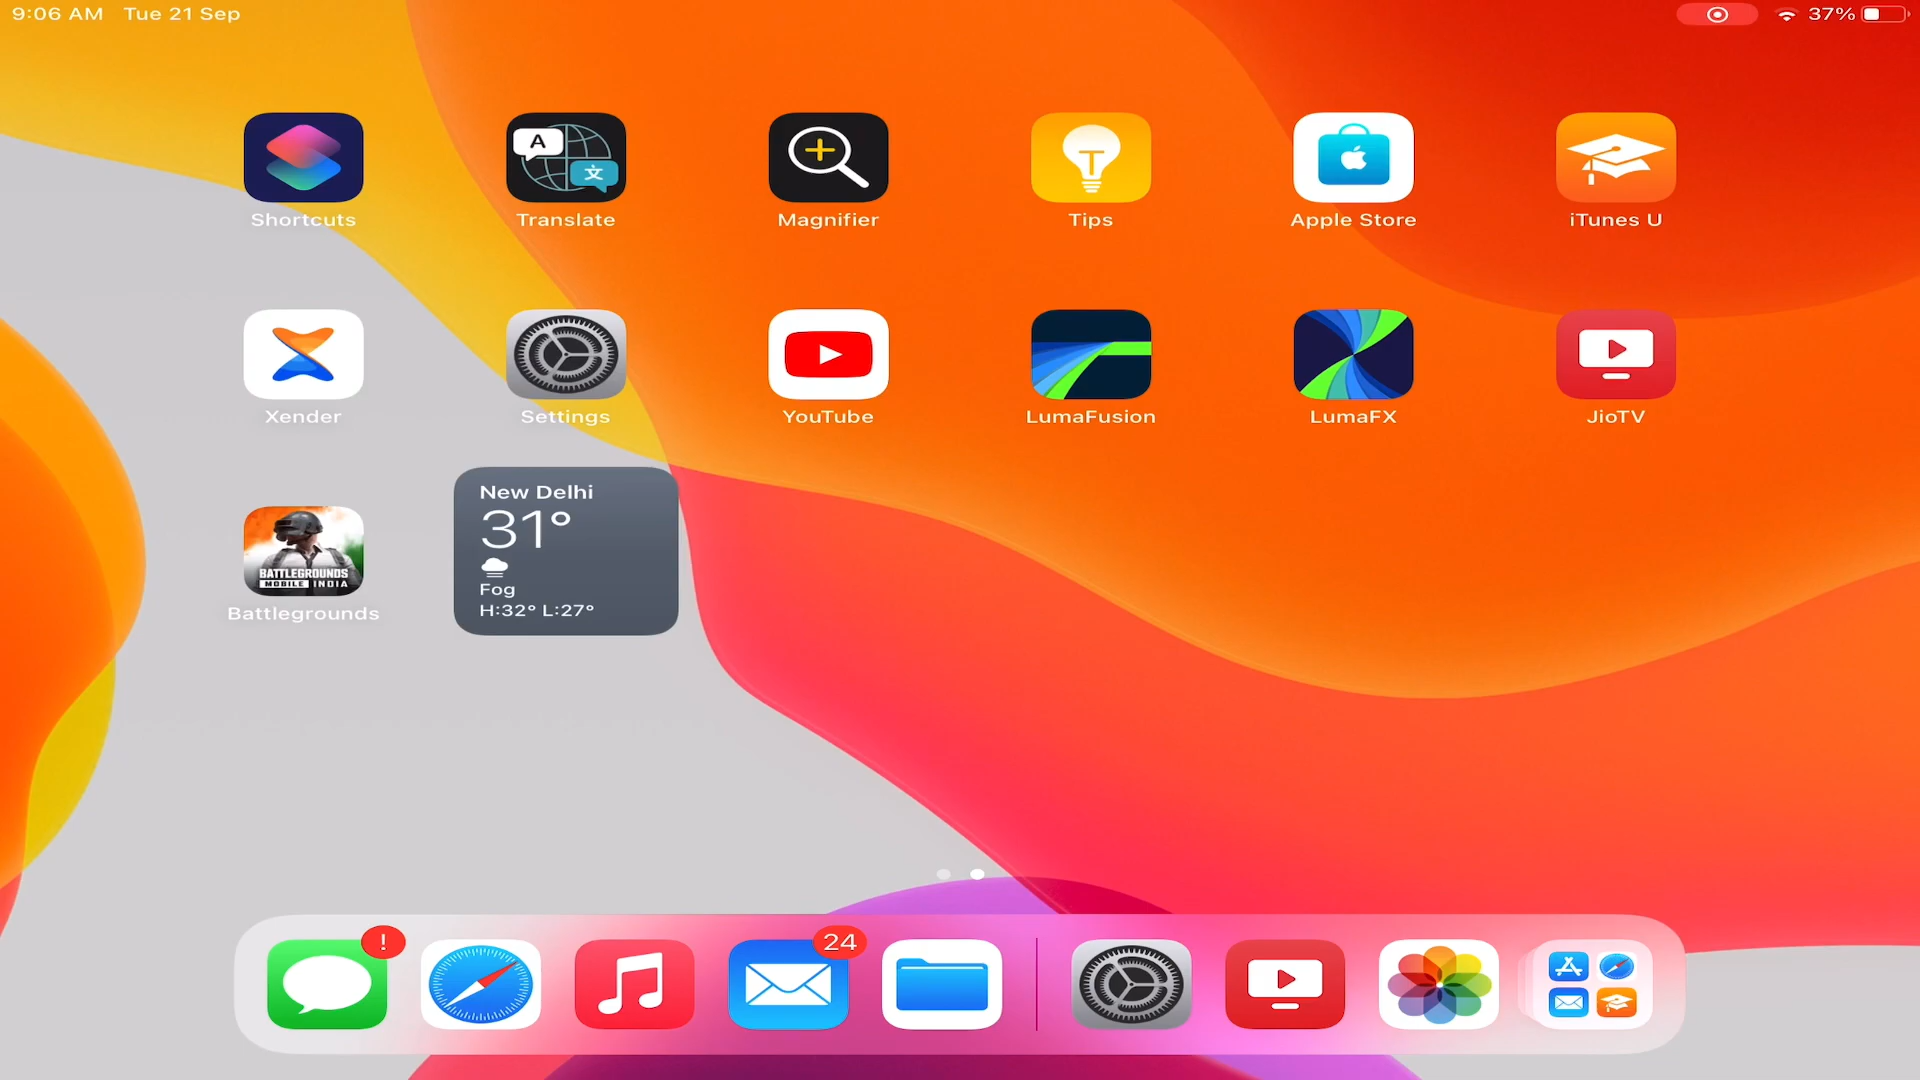 9:06 AM Tue 21 Sep
37%
A
文
Shortcuts
Translate
Magnifier
Tips
Apple Store
iTunes U
Xender
Settings
YouTube
LumaFusion
LumaFX
JioTV
BATTLEGROUNDS
MOBILE INDIA
Battlegrounds
New Delhi
31°
Fog
H:32° L:27°
!
24